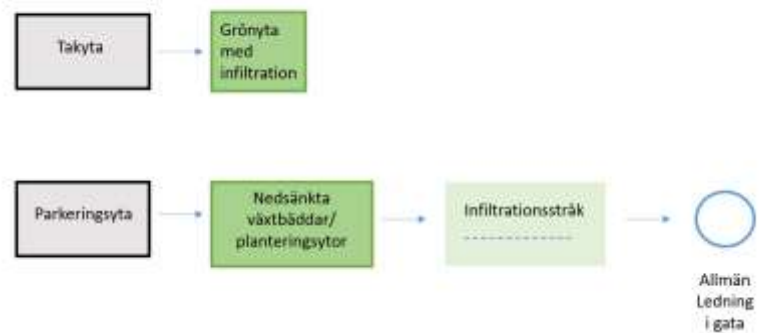 Takyta
Grönyta
med
infiltration
Parkeringsyta
Nedsänkta
växtbäddar/
planteringsytor
Infiltrationsstråk
Allmän
Ledning
i gata